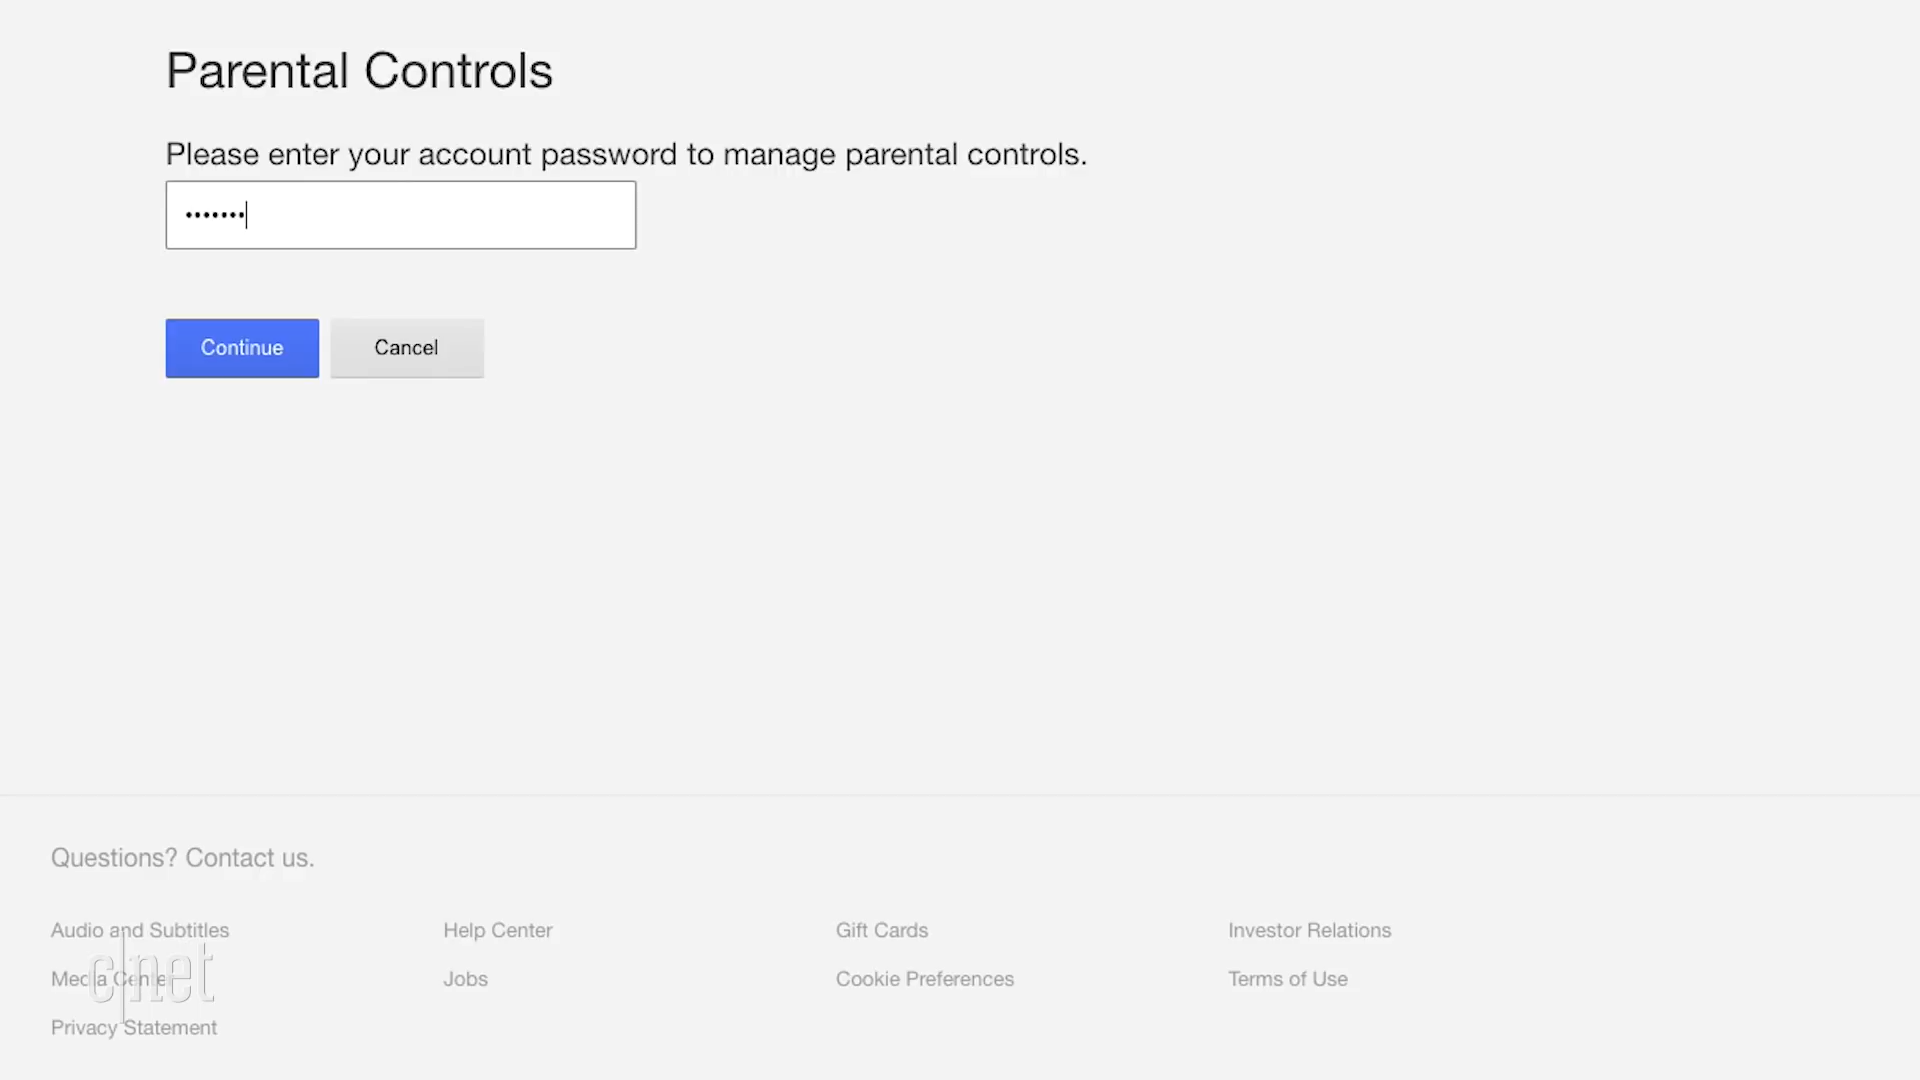 Parental Controls
Please enter your account password to manage parental controls.
•••••••
Continue Cancel
Questions? Contact us.
Audio and Subtitles Help Center Gift Cards Investor Relations
Media Center Jobs Cookie Preferences Terms of Use
Privacy Statement
c|net